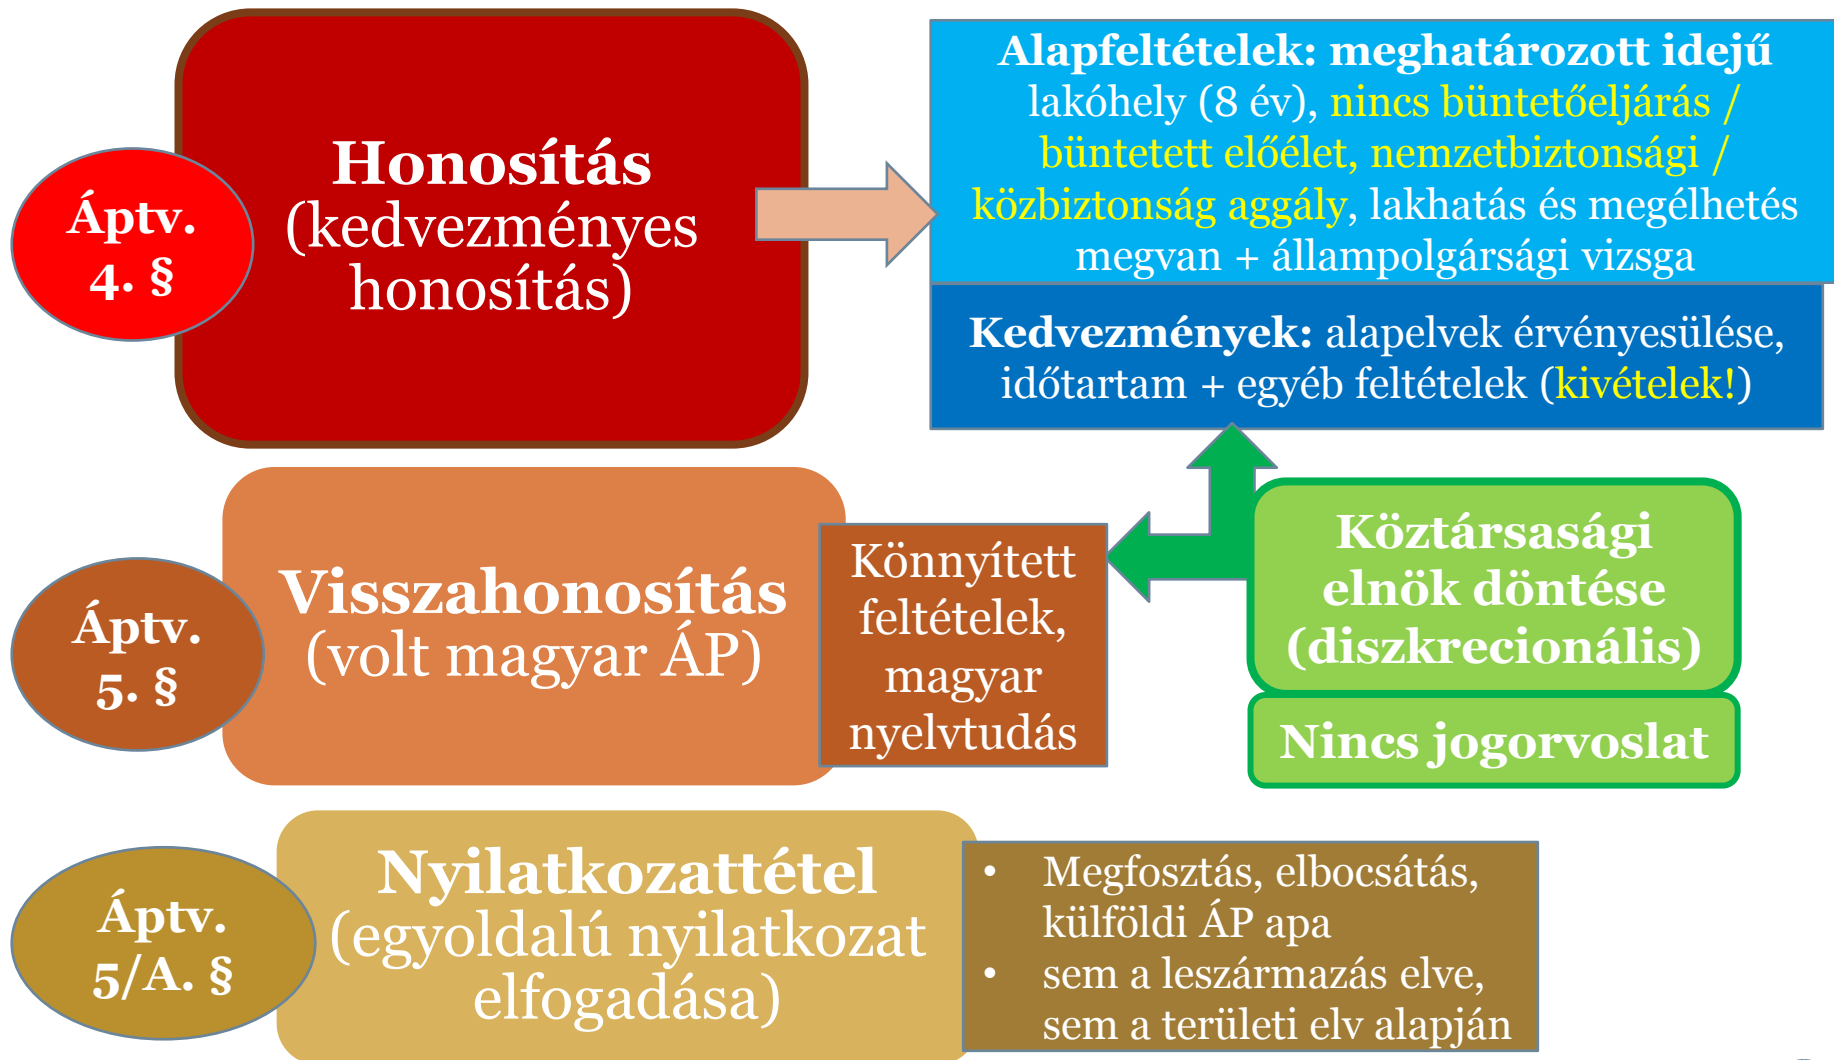 Áptv.
4. §
Honosítás
(kedvezményes
honosítás)
Alapfeltételek: meghatározott idejű
lakóhely (8 év), nincs büntetőeljárás /
büntetett előélet, nemzetbiztonsági /
közbiztonság aggály, lakhatás és megélhetés
megvan + állampolgársági vizsga
Kedvezmények: alapelvek érvényesülése,
időtartam + egyéb feltételek (kivételek!)
Áptv.
5. §
Visszahonosítás
(volt magyar ÁP)
Könnyített
feltételek,
magyar
nyelvtudás
Köztársasági
elnök döntése
(diszkrecionális)
Nincs jogorvoslat
Áptv.
5/A. §
Nyilatkozattétel
(egyoldalú nyilatkozat
elfogadása)
• Megfosztás, elbocsátás,
külföldi ÁP apa
• sem a leszármazás elve,
sem a területi elv alapján